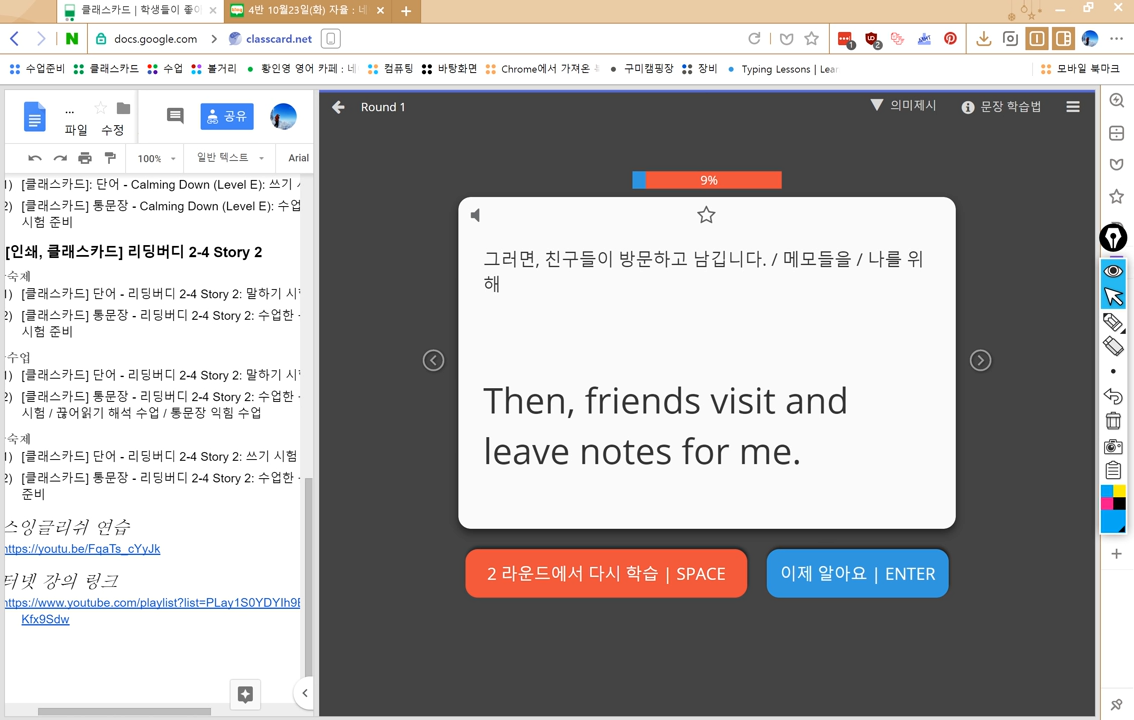 클래스카드 | 학생들이 좋아
4반 10월23일(화) 자율 : 네
docs.google.com > classcard.net
수업준비 클래스카드 수업 볼거리 황인영 영어 카페 : 네 컴퓨팅 바탕화면 Chrome에서 가져온 구미캠핑장 장비 Typing Lessons | Lear 모바일 북마크
...
파일 수정
공유
100% 일반 텍스트 Arial
1) [클래스카드]: 단어 - Calming Down (Level E): 쓰기
2) [클래스카드] 통문장 - Calming Down (Level E): 수업
시험 준비
[인쇄, 클래스카드] 리딩버디 2-4 Story 2
숙제
1) [클래스카드] 단어 - 리딩버디 2-4 Story 2: 말하기 시험
2) [클래스카드] 통문장 - 리딩버디 2-4 Story 2: 수업한
시험 준비
수업
1) [클래스카드] 단어 - 리딩버디 2-4 Story 2: 말하기 시험
2) [클래스카드] 통문장 - 리딩버디 2-4 Story 2: 수업한
시험 / 끊어읽기 해석 수업 / 통문장 익힘 수업
숙제
1) [클래스카드] 단어 - 리딩버디 2-4 Story 2: 쓰기 시험
2) [클래스카드] 통문장 - 리딩버디 2-4 Story 2: 수업한
준비
스잉글리쉬 연습
https://youtu.be/FqaTs_cYyJk
터넷 강의 링크
https://www.youtube.com/playlist?list=PLay1S0YDYIh9E
Kfx9Sdw
Round 1
의미제시
문장 학습법
9%
그러면, 친구들이 방문하고 남깁니다. / 메모들을 / 나를 위
해
Then, friends visit and
leave notes for me.
2 라운드에서 다시 학습 | SPACE
이제 알아요 | ENTER